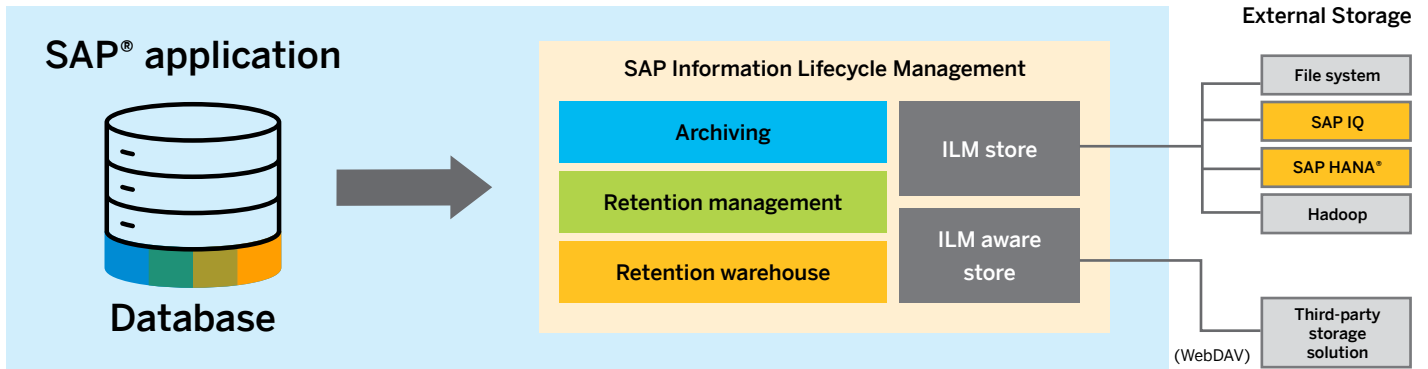 SAP® application
Database
SAP Information Lifecycle Management
Archiving
Retention management
Retention warehouse
ILM store
ILM aware
store
External Storage
File system
SAP IQ
SAP HANA®
Hadoop
(WebDAV)
Third-party
storage
solution